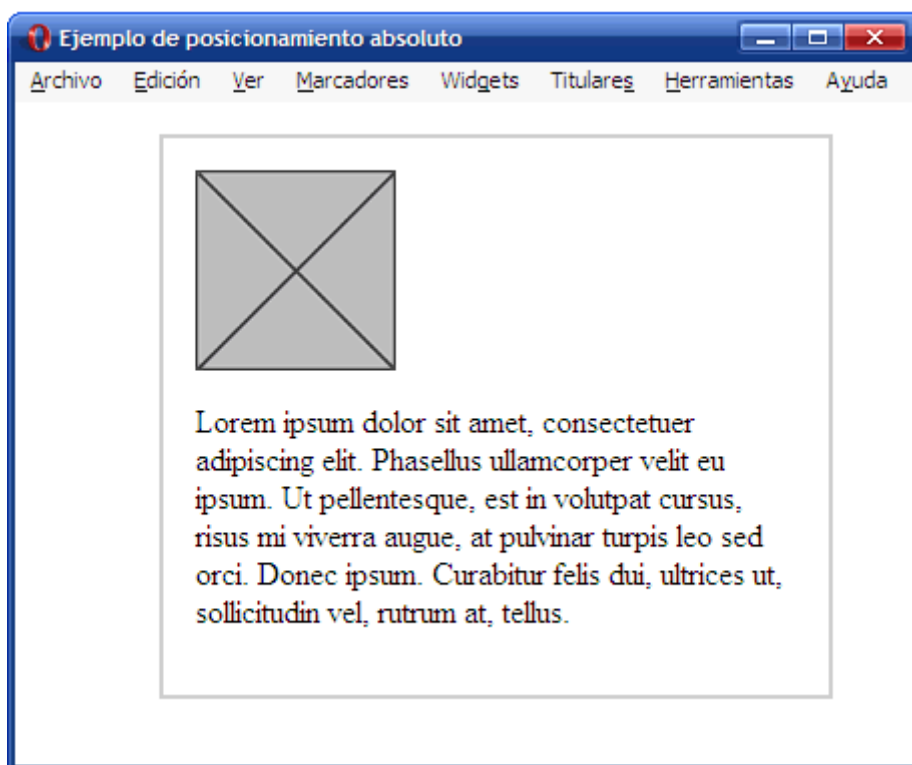 Ejemplo de posicionamiento absoluto
Archivo Edición Ver Marcadores Widgets Titulares Herramientas Ayuda
Lorem ipsum dolor sit amet, consectetuer
adipiscing elit. Phasellus ullamcorper velit eu
ipsum. Ut pellentesque, est in volutpat cursus,
risus mi viverra augue, at pulvinar turpis leo sed
orci. Donec ipsum. Curabitur felis dui, ultrices ut,
sollicitudin vel, rutrum at, tellus.